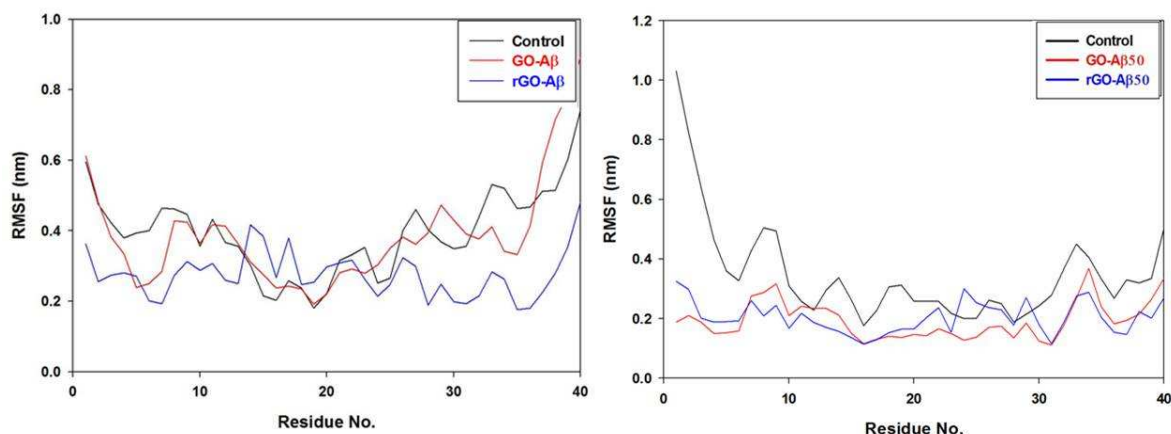 1.0
0.8
0.6
0.4
0.2
0.0
RMSF (nm)
Control
GO-Aβ
rGO-Aβ
0 10 20 30 40
Residue No.
1.2
1.0
0.8
0.6
0.4
0.2
0.0
RMSF (nm)
Control
GO-Aβ50
rGO-Aβ50
0 10 20 30 40
Residue No.